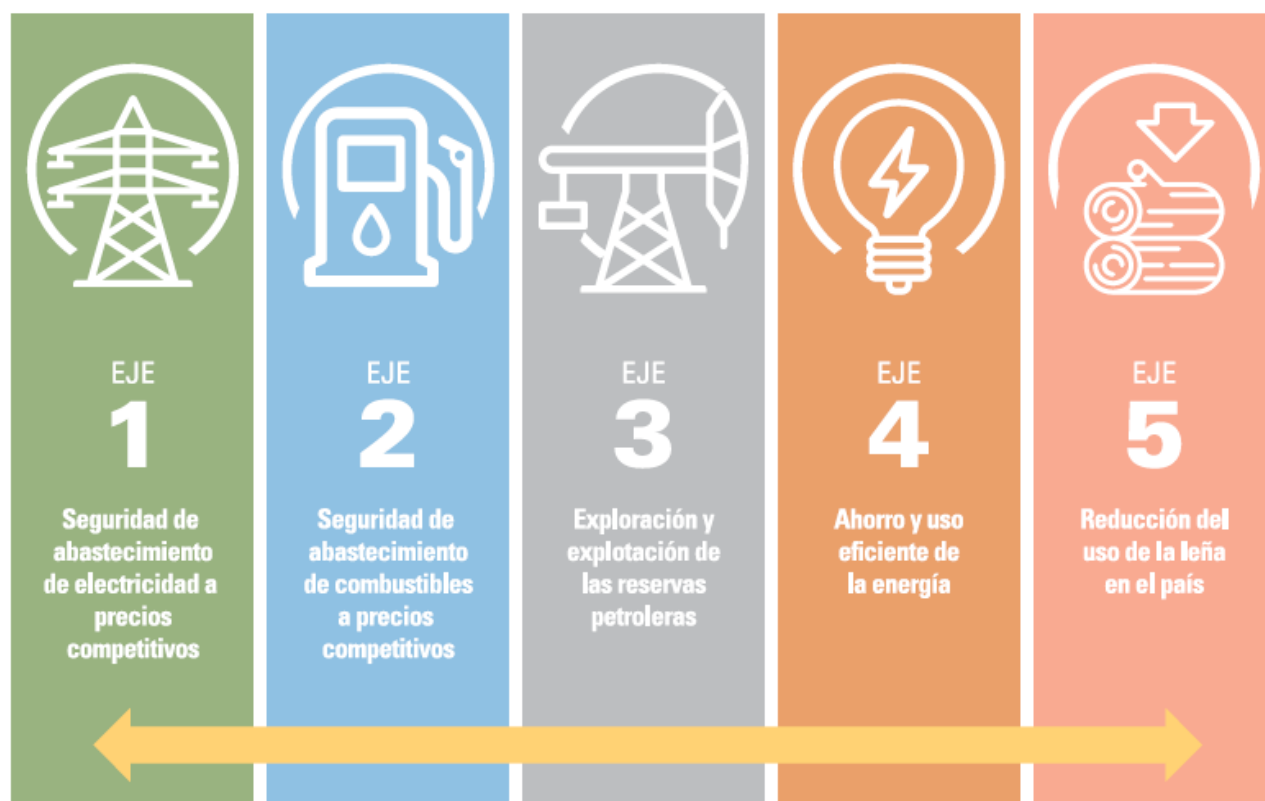 EJE
1
Seguridad de
abastecimiento
de electricidad a
precios
competitivos
EJE
2
Seguridad de
abastecimiento
de combustibles
a precios
competitivos
EJE
3
Exploración y
explotación de
las reservas
petroleras
EJE
4
Ahorro y uso
eficiente de
la energía
EJE
5
Reducción del
uso de la leña
en el país